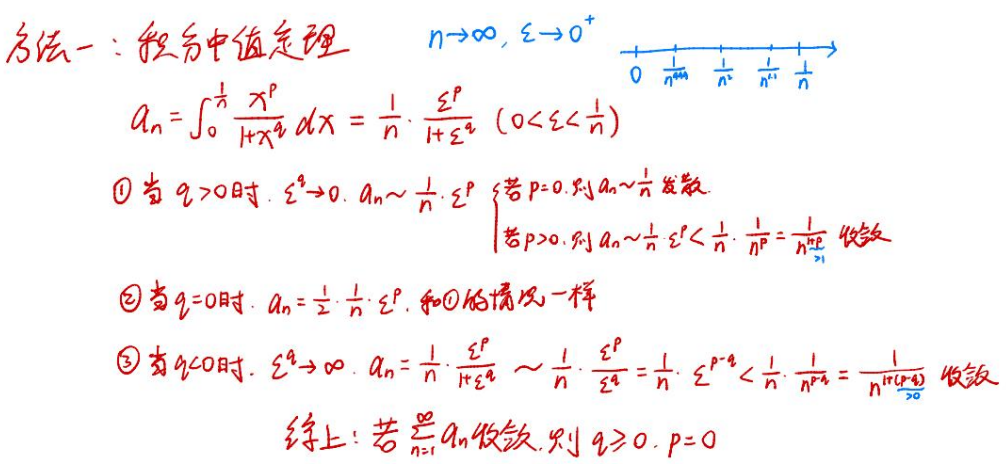 方法一：积分中值定理 n→∞, ε→0⁺
0 1/n^{999} 1/n² 1/n^{1.1} 1/n
aₙ = ∫₀^{1/n} x^p/(1+x^q) dx = 1/n · ε^p/(1+ε^q) (0<ε<1/n)
① 当 q>0时. ε^q→0. aₙ ~ 1/n · ε^p { 若 p=0. 则 aₙ ~ 1/n 发散.
若 p>0. 则 aₙ ~ 1/n · ε^p < 1/n · 1/n^p = 1/n^{1+p} 收敛
>1
② 当 q=0时. aₙ = 1/2 · 1/n · ε^p. 和①的情况一样
③ 当 q<0时. ε^q→∞. aₙ = 1/n · ε^p/(1+ε^q) ~ 1/n · ε^p/ε^q = 1/n · ε^{p-q} < 1/n · 1/n^{p-q} = 1/n^{1+(p-q)} 收敛
>0
综上: 若 ∑_{n=1}^{∞} aₙ 收敛. 则 q≥0. p=0